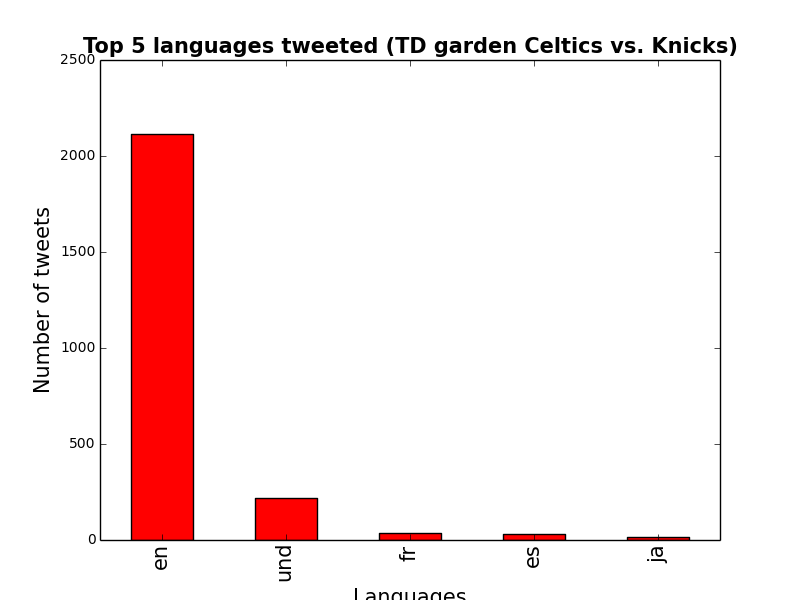 Top 5 languages tweeted (TD garden Celtics vs. Knicks)
2500
2000
1500
1000
500
0
Number of tweets
en
und
fr
es
ja
Languages